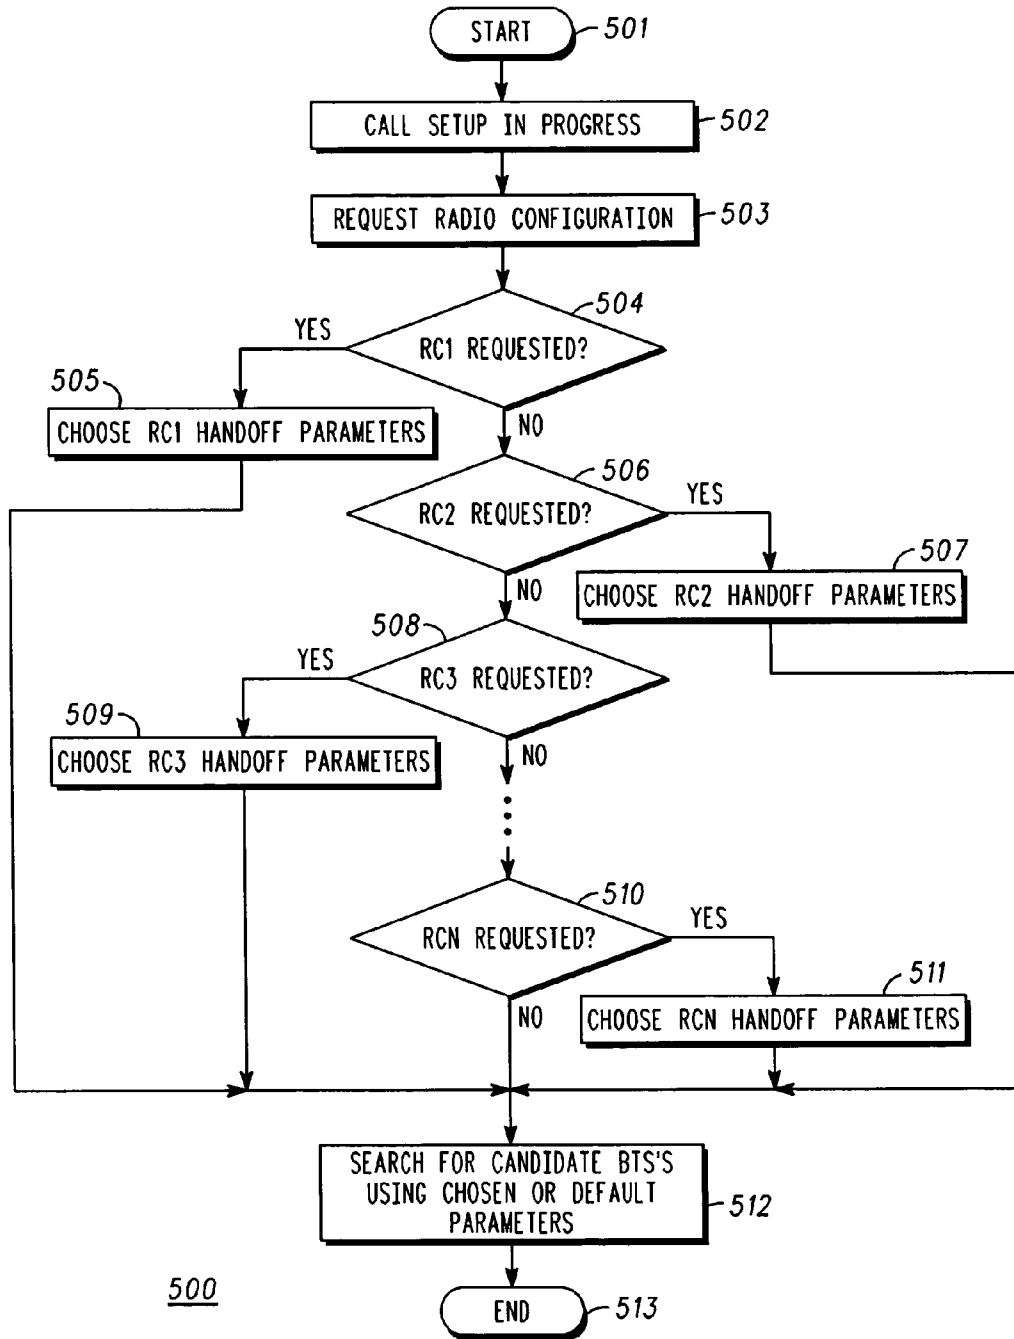 START
501
CALL SETUP IN PROGRESS
502
REQUEST RADIO CONFIGURATION
503
504
YES
RC1 REQUESTED?
505
CHOOSE RC1 HANDOFF PARAMETERS
NO
506
RC2 REQUESTED?
YES
507
CHOOSE RC2 HANDOFF PARAMETERS
NO
508
YES
RC3 REQUESTED?
509
CHOOSE RC3 HANDOFF PARAMETERS
NO
510
RCN REQUESTED?
YES
511
CHOOSE RCN HANDOFF PARAMETERS
NO
SEARCH FOR CANDIDATE BTS'S
USING CHOSEN OR DEFAULT
PARAMETERS
512
500
END
513